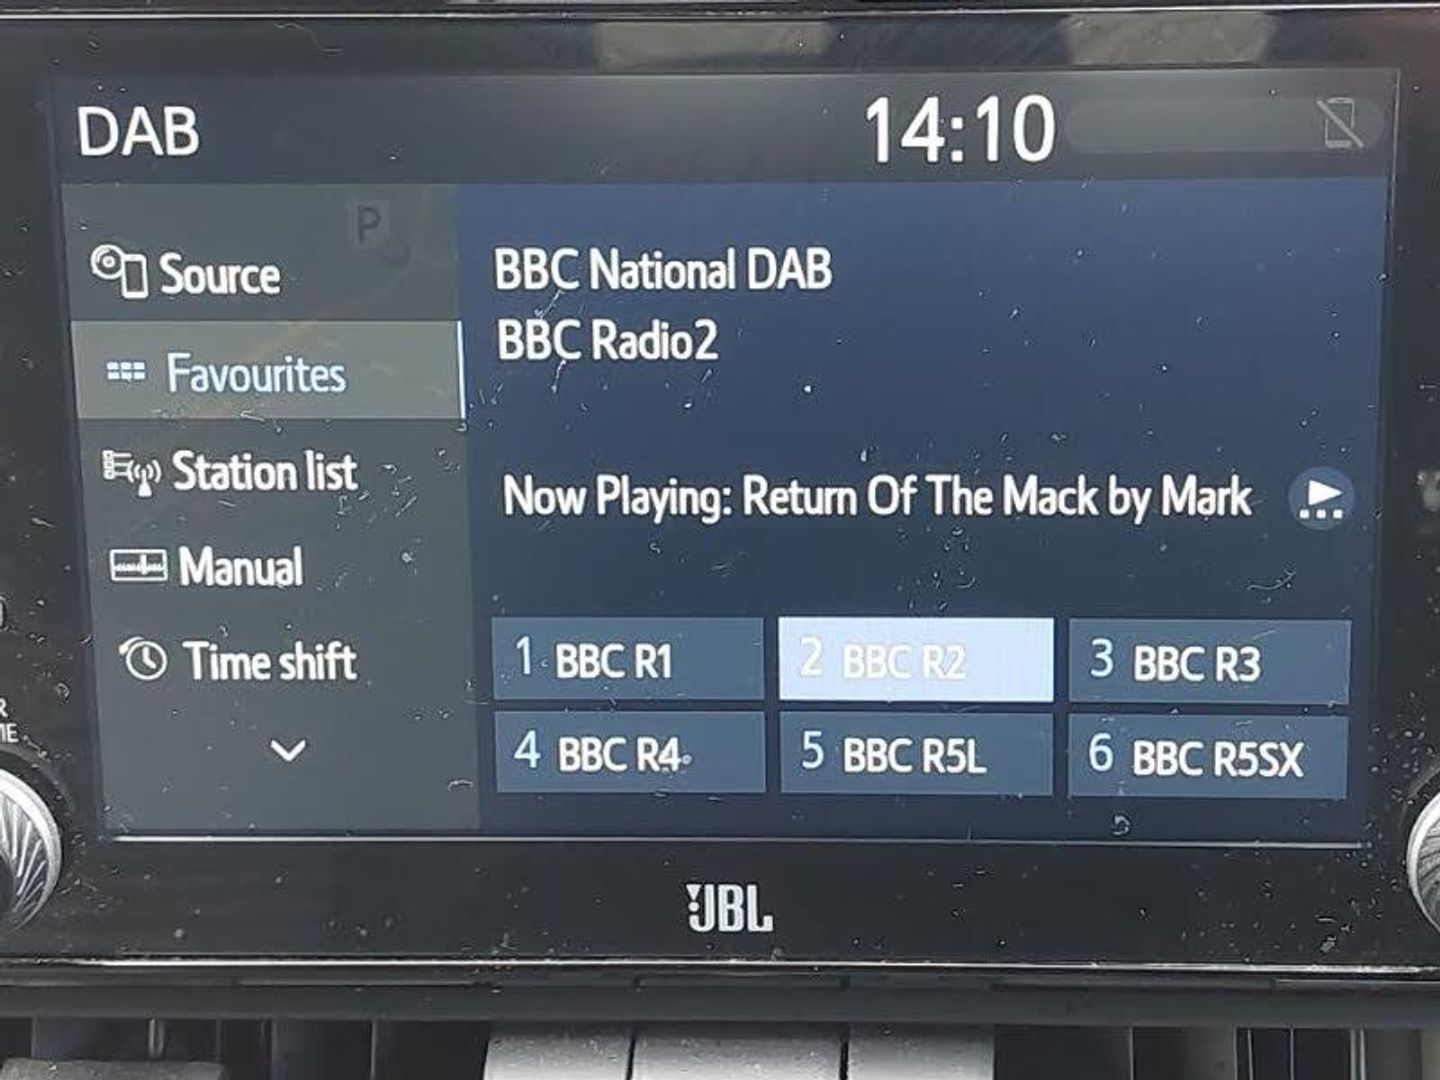 DAB
14:10
P
Source
Favourites
Station list
Manual
Time shift
BBC National DAB
BBC Radio2
Now Playing: Return Of The Mack by Mark
1 BBC R1
2 BBC R2
3 BBC R3
4 BBC R4
5 BBC R5L
6 BBC R5SX
JBL